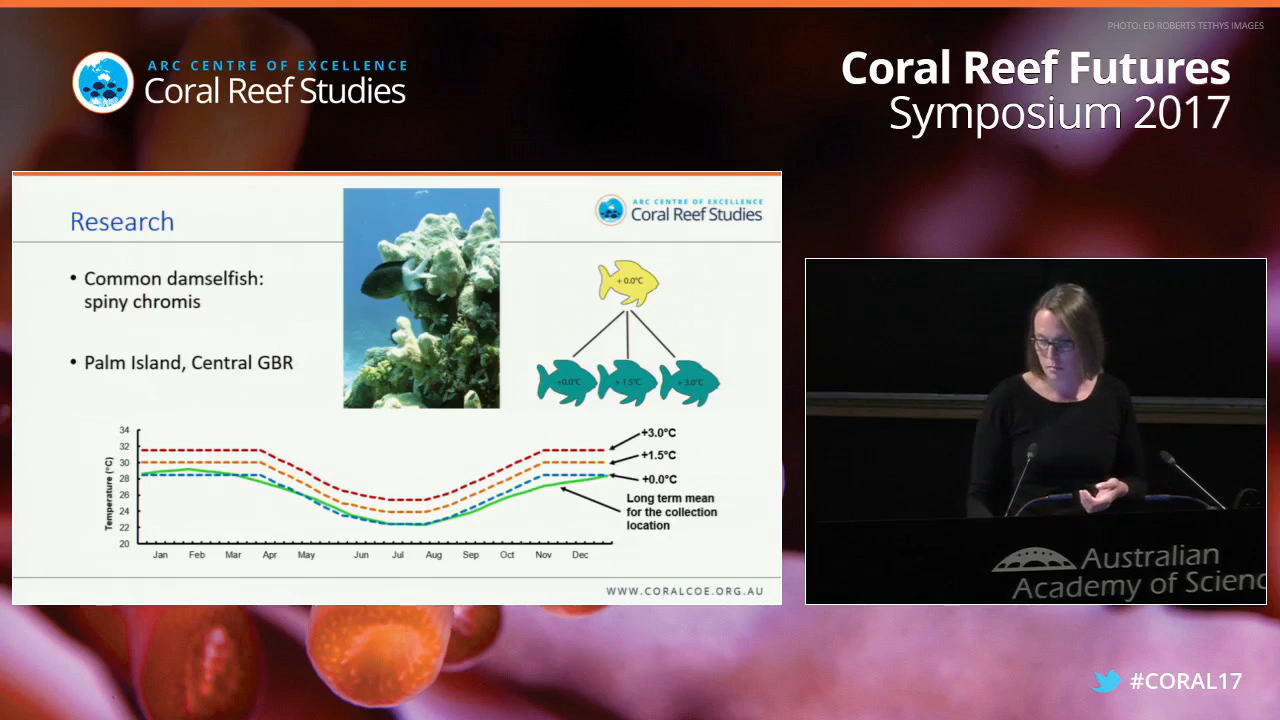 PHOTO: ED ROBERTS TETHYS IMAGES
ARC CENTRE OF EXCELLENCE
Coral Reef Studies
Coral Reef Futures
Symposium 2017
Research
ARC CENTRE OF EXCELLENCE
Coral Reef Studies
• Common damselfish:
spiny chromis
• Palm Island, Central GBR
+ 0.0°C
+0.0°C
+ 1.5°C
+ 3.0°C
Temperature (°C)
34
32
30
28
26
24
22
20
Jan Feb Mar Apr May Jun Jul Aug Sep Oct Nov Dec
+3.0°C
+1.5°C
+0.0°C
Long term mean
for the collection
location
WWW.CORALCOE.ORG.AU
Australian
Academy of Scienc
#CORAL17